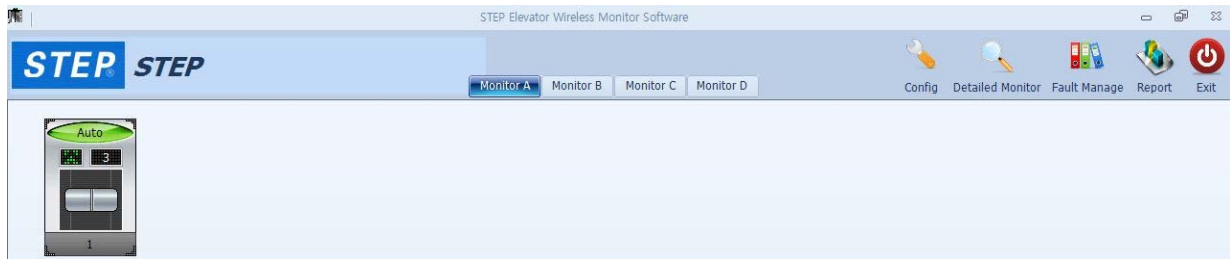 STEP Elevator Wireless Monitor Software
STEP® STEP
Monitor A Monitor B Monitor C Monitor D
Config Detailed Monitor Fault Manage Report Exit
Auto
3
1